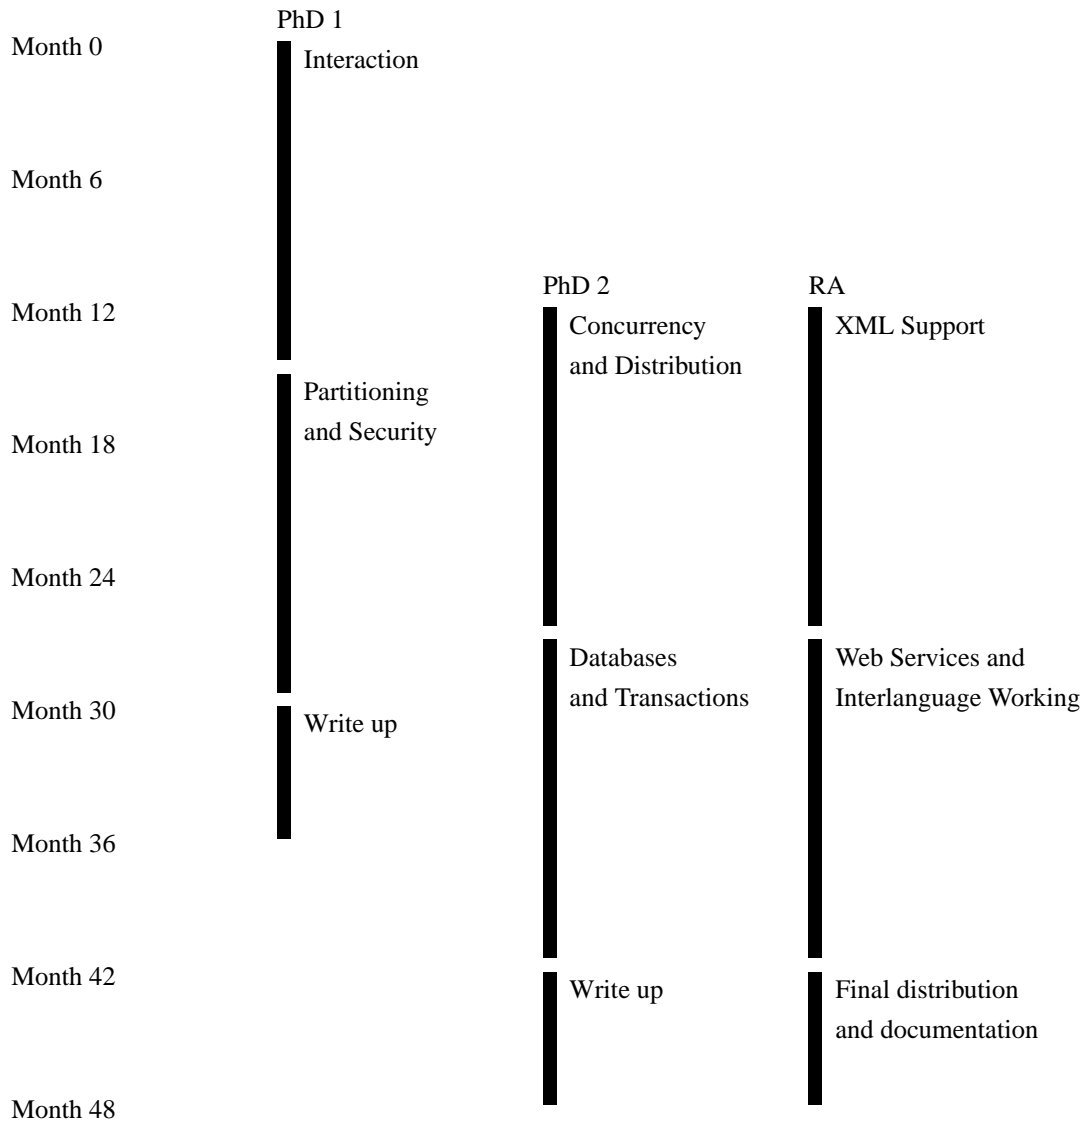 PhD 1
Month 0
Interaction
Month 6
PhD 2
RA
Month 12
Concurrency
and Distribution
XML Support
Partitioning
and Security
Month 18
Month 24
Databases
and Transactions
Web Services and
Interlanguage Working
Month 30
Write up
Month 36
Month 42
Write up
Final distribution
and documentation
Month 48